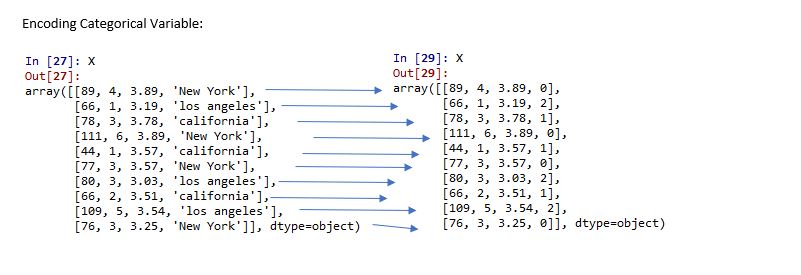 Encoding Categorical Variable:
In [27]: X
Out[27]:
array([[89, 4, 3.89, 'New York'],
[66, 1, 3.19, 'los angeles'],
[78, 3, 3.78, 'california'],
[111, 6, 3.89, 'New York'],
[44, 1, 3.57, 'california'],
[77, 3, 3.57, 'New York'],
[80, 3, 3.03, 'los angeles'],
[66, 2, 3.51, 'california'],
[109, 5, 3.54, 'los angeles'],
[76, 3, 3.25, 'New York']], dtype=object)
In [29]: X
Out[29]:
array([[89, 4, 3.89, 0],
[66, 1, 3.19, 2],
[78, 3, 3.78, 1],
[111, 6, 3.89, 0],
[44, 1, 3.57, 1],
[77, 3, 3.57, 0],
[80, 3, 3.03, 2],
[66, 2, 3.51, 1],
[109, 5, 3.54, 2],
[76, 3, 3.25, 0]], dtype=object)